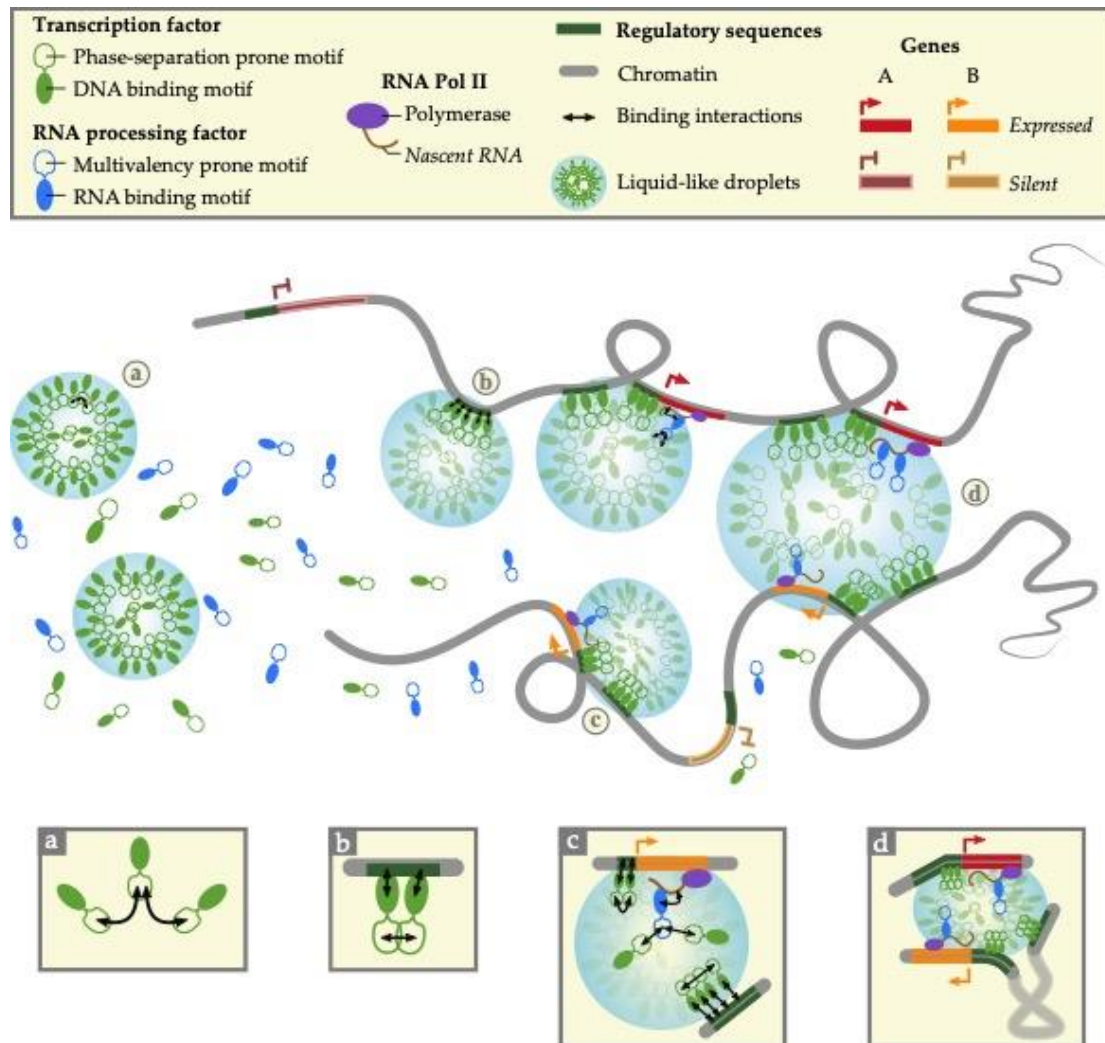 Transcription factor
Phase-separation prone motif
DNA binding motif
RNA processing factor
Multivalency prone motif
RNA binding motif
RNA Pol II
Polymerase
Nascent RNA
Regulatory sequences
Chromatin
Binding interactions
Liquid-like droplets
Genes
A B
Expressed
Silent
a
b
d
c
a
b
c
d